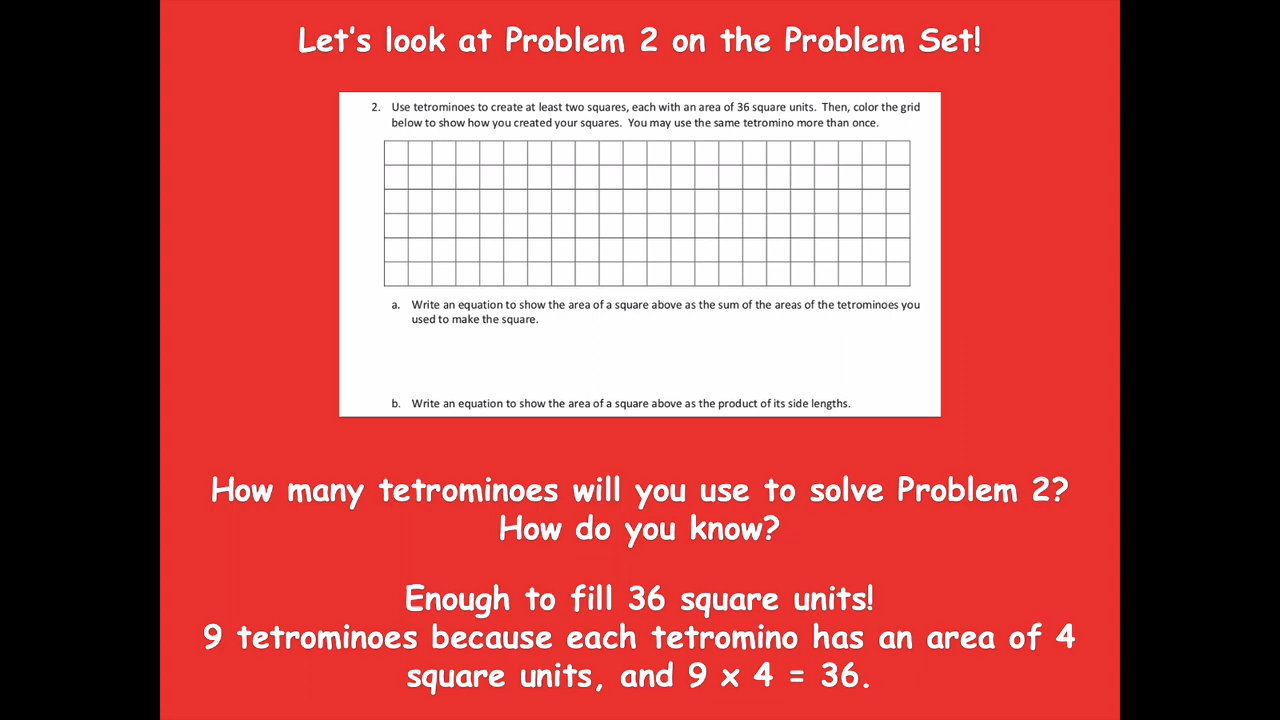 Let's look at Problem 2 on the Problem Set!
2. Use tetrominoes to create at least two squares, each with an area of 36 square units. Then, color the grid
below to show how you created your squares. You may use the same tetromino more than once.
a. Write an equation to show the area of a square above as the sum of the areas of the tetrominoes you
used to make the square.
b. Write an equation to show the area of a square above as the product of its side lengths.
How many tetrominoes will you use to solve Problem 2?
How do you know?
Enough to fill 36 square units!
9 tetrominoes because each tetromino has an area of 4
square units, and 9 x 4 = 36.